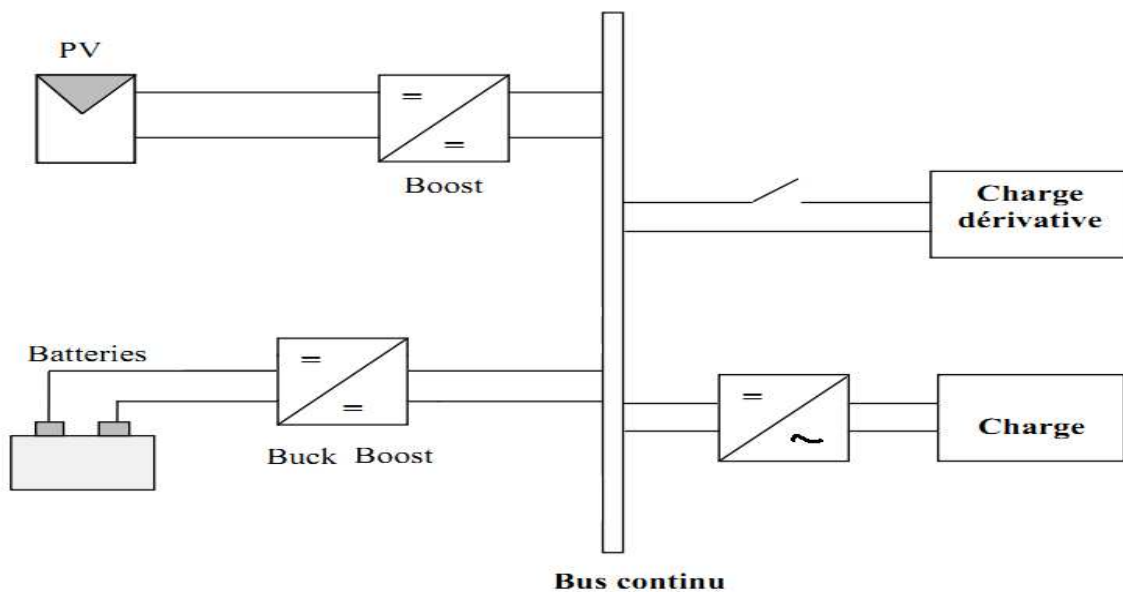 PV
Boost
Charge
dérivative
Batteries
Buck Boost
Charge
Bus continu